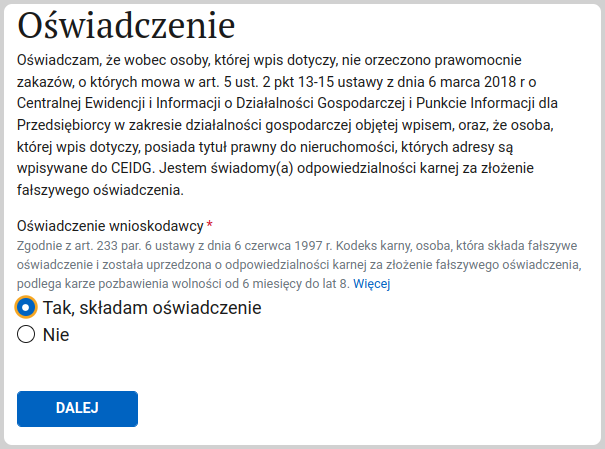 Oświadczenie
Oświadczam, że wobec osoby, której wpis dotyczy, nie orzeczono prawomocnie
zakazów, o których mowa w art. 5 ust. 2 pkt 13-15 ustawy z dnia 6 marca 2018 r o
Centralnej Ewidencji i Informacji o Działalności Gospodarczej i Punkcie Informacji dla
Przedsiębiorcy w zakresie działalności gospodarczej objętej wpisem, oraz, że osoba,
której wpis dotyczy, posiada tytuł prawny do nieruchomości, których adresy są
wpisywane do CEIDG. Jestem świadomy(a) odpowiedzialności karnej za złożenie
fałszywego oświadczenia.
Oświadczenie wnioskodawcy *
Zgodnie z art. 233 par. 6 ustawy z dnia 6 czerwca 1997 r. Kodeks karny, osoba, która składa fałszywe
oświadczenie i została uprzedzona o odpowiedzialności karnej za złożenie fałszywego oświadczenia,
podlega karze pozbawienia wolności od 6 miesięcy do lat 8. Więcej
Tak, składam oświadczenie
Nie
DALEJ